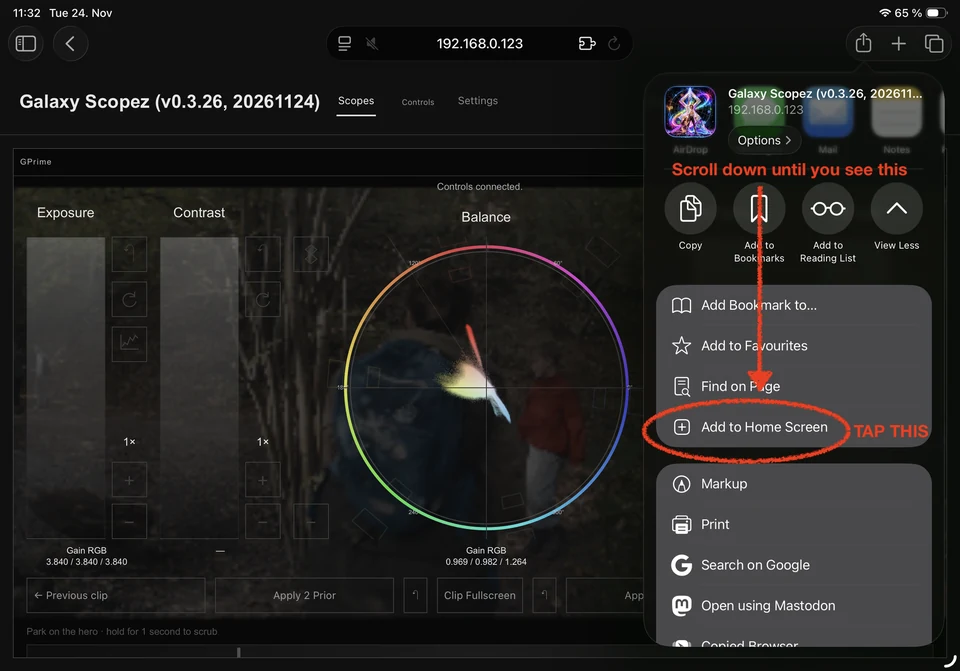 11:32 Tue 24. Nov
65 %
192.168.0.123
Galaxy Scopez (v0.3.26, 20261124)
Scopes
Controls
Settings
GPrime
Controls connected.
Exposure
Contrast
Balance
1×
1×
Gain RGB
3.840 / 3.840 / 3.840
—
Gain RGB
0.969 / 0.982 / 1.264
← Previous clip
Apply 2 Prior
Clip Fullscreen
App
Park on the hero · hold for 1 second to scrub
Galaxy Scopez (v0.3.26, 202611...
192.168.0.123
Options >
AirDrop
Mail
Notes
Scroll down until you see this
Copy
Add to
Bookmarks
Add to
Reading List
View Less
Add Bookmark to...
Add to Favourites
Find on Page
Add to Home Screen
TAP THIS
Markup
Print
Search on Google
Open using Mastodon